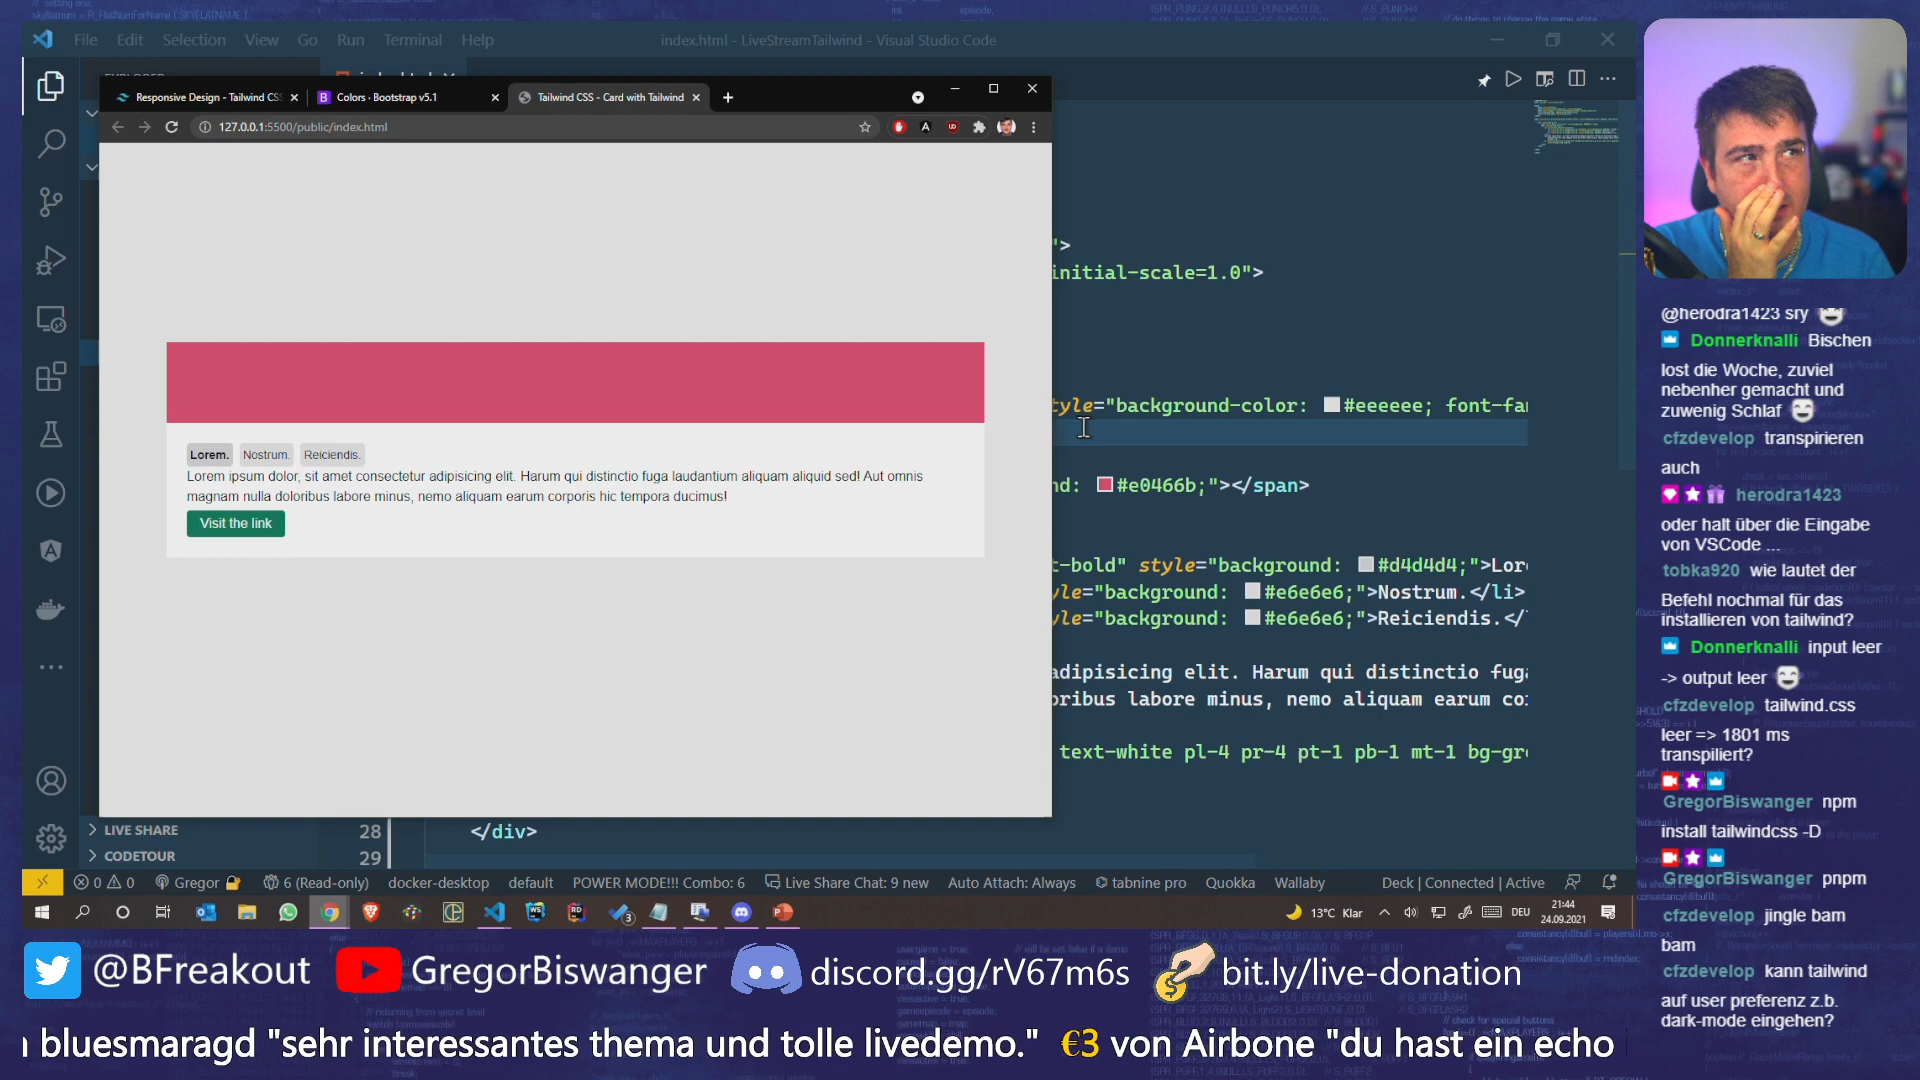 File Edit Selection View Go Run Terminal Help
index.html - LiveStreamTailwind - Visual Studio Code
Responsive Design - Tailwind CSS
Colors · Bootstrap v5.1
Tailwind CSS - Card with Tailwind
127.0.0.1:5500/public/index.html
">
initial-scale=1.0">
tyle="background-color: #eeeeee; font-fa
nd: #e0466b;"></span>
t-bold" style="background: #d4d4d4;">Lor
yle="background: #e6e6e6;">Nostrum.</li>
yle="background: #e6e6e6;">Reiciendis.</
adipisicing elit. Harum qui distinctio fug
oribus labore minus, nemo aliquam earum co
text-white pl-4 pr-4 pt-1 pb-1 mt-1 bg-gr
Lorem. Nostrum. Reiciendis.
Lorem ipsum dolor, sit amet consectetur adipisicing elit. Harum qui distinctio fuga laudantium aliquam aliquid sed! Aut omnis
magnam nulla doloribus labore minus, nemo aliquam earum corporis hic tempora ducimus!
Visit the link
LIVE SHARE
CODETOUR
28 </div>
29
0 0 Gregor 6 (Read-only) docker-desktop default POWER MODE!!! Combo: 6 Live Share Chat: 9 new Auto Attach: Always tabnine pro Quokka Wallaby Deck | Connected | Active
3
13°C Klar DEU 21:44
24.09.2021
@herodra1423 sry
Donnerknalli Bischen
lost die Woche, zuviel
nebenher gemacht und
zuwenig Schlaf
cfzdevelop transpirieren
auch
herodra1423
oder halt über die Eingabe
von VSCode ...
tobka920 wie lautet der
Befehl nochmal für das
installieren von tailwind?
Donnerknalli input leer
-> output leer
cfzdevelop tailwind.css
leer => 1801 ms
transpiliert?
GregorBiswanger npm
install tailwindcss -D
GregorBiswanger pnpm
cfzdevelop jingle bam
bam
cfzdevelop kann tailwind
auf user preferenz z.b.
dark-mode eingehen?
@BFreakout GregorBiswanger discord.gg/rV67m6s bit.ly/live-donation
bluesmaragd "sehr interessantes thema und tolle livedemo." €3 von Airbone "du hast ein echo